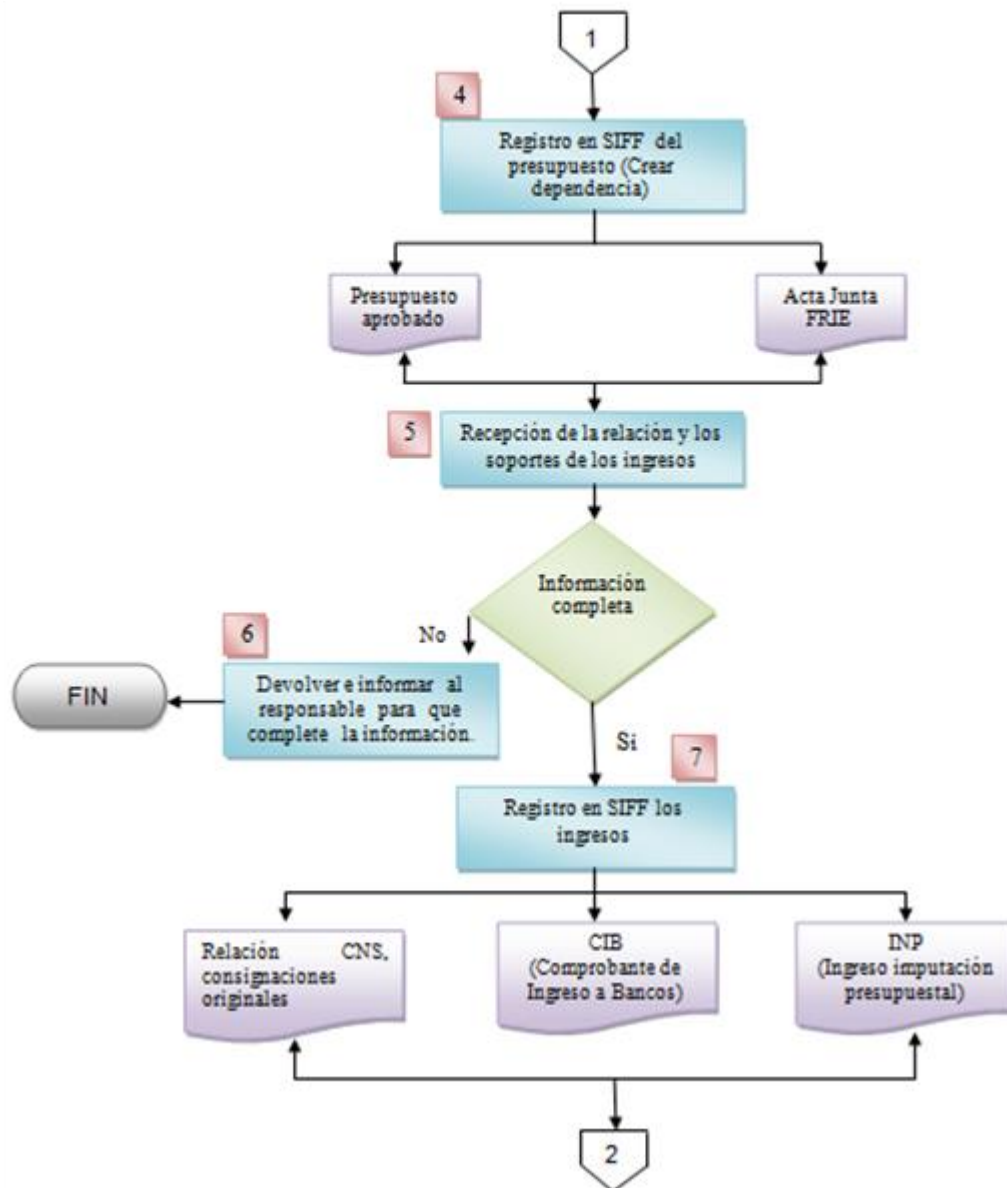 1
4
Registro en SIFF del
presupuesto (Crear
dependencia)
Presupuesto
aprobado
Acta Junta
FRIE
5
Recepción de la relación y los
soportes de los ingresos
Información
completa
No
6
Devolver e informar al
responsable para que
complete la información.
FIN
Si
7
Registro en SIFF los
ingresos
Relación CNS,
consignaciones
originales
CIB
(Comprobante de
Ingreso a Bancos)
INP
(Ingreso imputación
presupuestal)
2